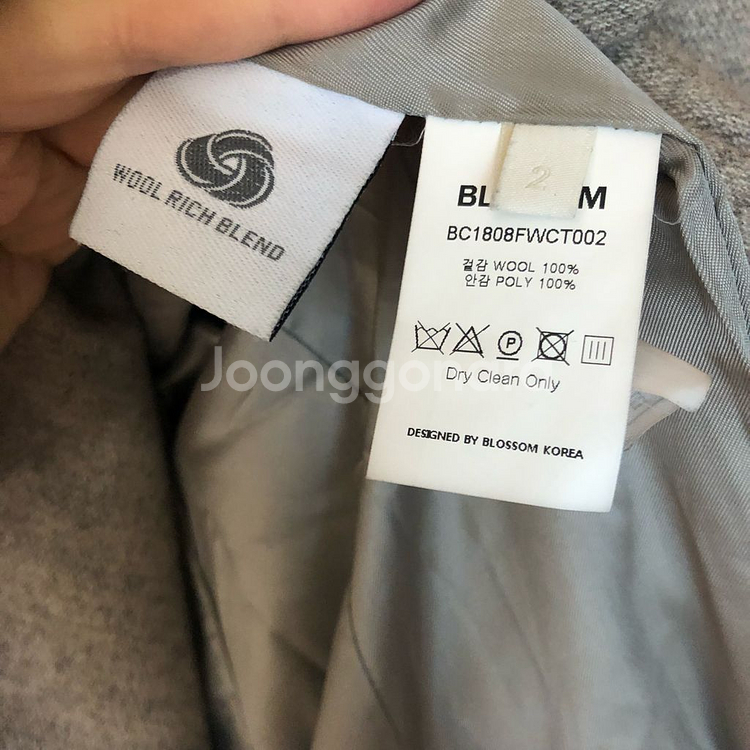 WOOL RICH BLEND
2
BL M
BC1808FWCT002
겉감 WOOL 100%
안감 POLY 100%
P
Dry Clean Only
DESIGNED BY BLOSSOM KOREA
Joonggo